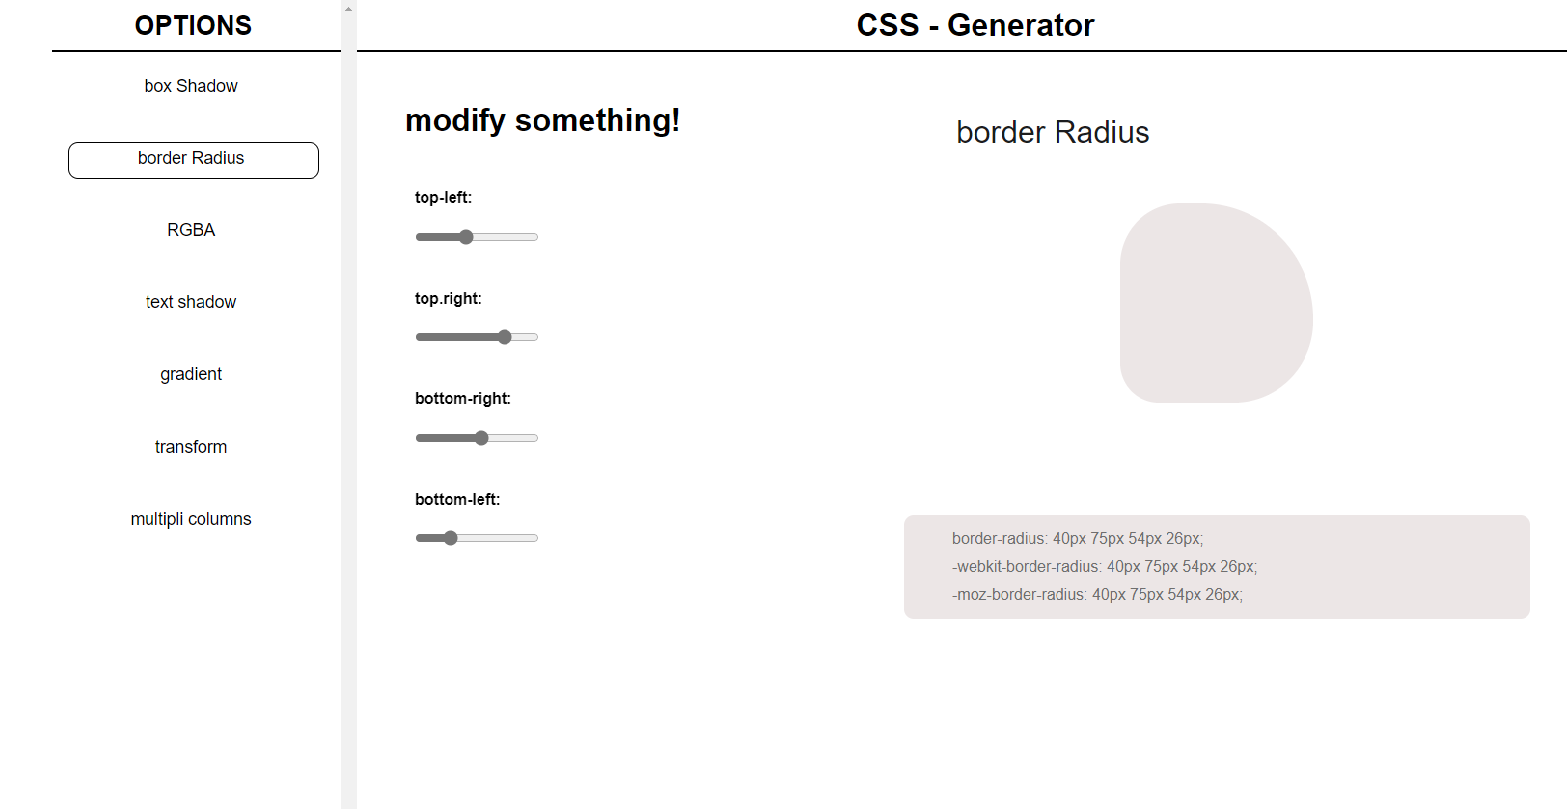 OPTIONS
box Shadow
border Radius
RGBA
text shadow
gradient
transform
multipli columns
CSS - Generator
modify something!
top-left:
top.right:
bottom-right:
bottom-left:
border Radius
border-radius: 40px 75px 54px 26px;
-webkit-border-radius: 40px 75px 54px 26px;
-moz-border-radius: 40px 75px 54px 26px;